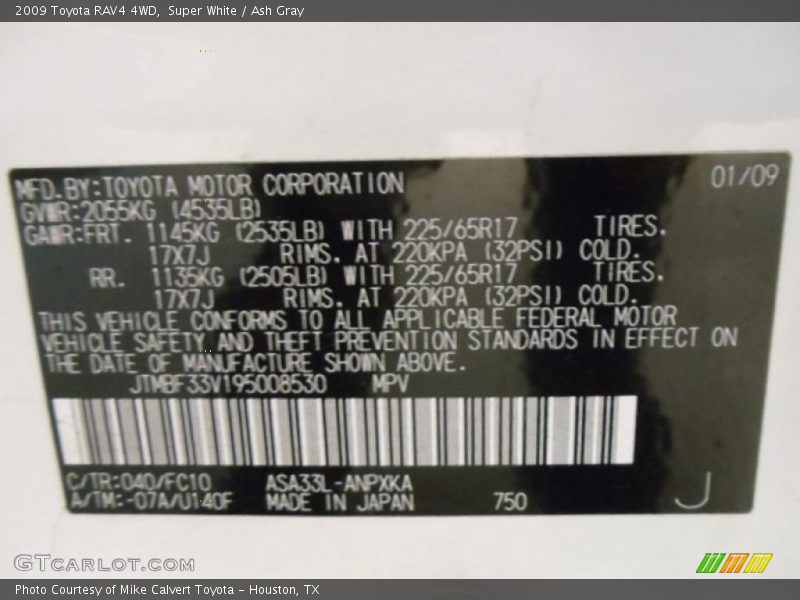 2009 Toyota RAV4 4WD,  Super White / Ash Gray
MFD.BY:TOYOTA MOTOR CORPORATION 01/09
GVWR:2055KG (4535LB)
GAWR:FRT. 1145KG (2535LB) WITH 225/65R17 TIRES.
17X7J RIMS. AT 220KPA (32PSI) COLD.
RR. 1135KG (2505LB) WITH 225/65R17 TIRES.
17X7J RIMS. AT 220KPA (32PSI) COLD.
THIS VEHICLE CONFORMS TO ALL APPLICABLE FEDERAL MOTOR
VEHICLE SAFETY AND THEFT PREVENTION STANDARDS IN EFFECT ON
THE DATE OF MANUFACTURE SHOWN ABOVE.
JTMBF33V195008530 MPV
C/TR:040/FC10 ASA33L-ANPXKA
A/TM:-07A/U140F MADE IN JAPAN 750 J
GTCarLot.com
Photo Courtesy of Mike Calvert Toyota - Houston, TX